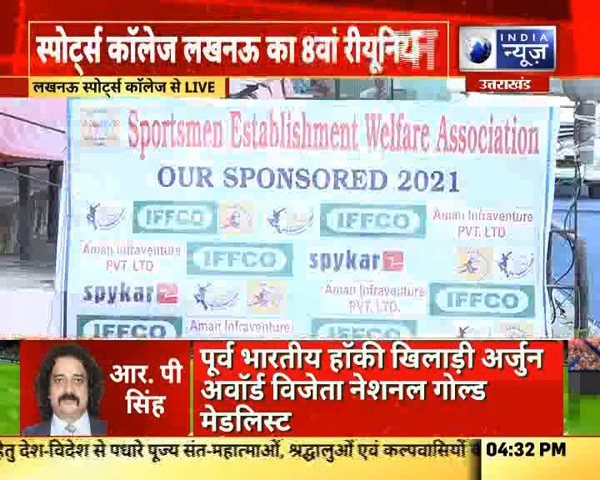 स्पोर्ट्स कॉलेज लखनऊ का 8वां रीयूनियन
INDIA
न्यूज़
उत्तराखंड
लखनऊ स्पोर्ट्स कॉलेज से LIVE
Sportsmen Establishment Welfare Association
OUR SPONSORED 2021
IFFCO
IFFCO
Aman Infraventure
PVT. LTD.
Aman Infraventure
PVT. LTD
IFFCO
spykar
spykar
Aman Infraventure
PVT. LTD.
IFFCO
IFFCO
Aman Infraventure
IFFCO
आर. पी
सिंह
पूर्व भारतीय हॉकी खिलाड़ी अर्जुन
अवॉर्ड विजेता नेशनल गोल्ड
मेडलिस्ट
हेतु देश-विदेश से पधारे पूज्य संत-महात्माओं, श्रद्धालुओं एवं कल्पवासियों
04:32 PM